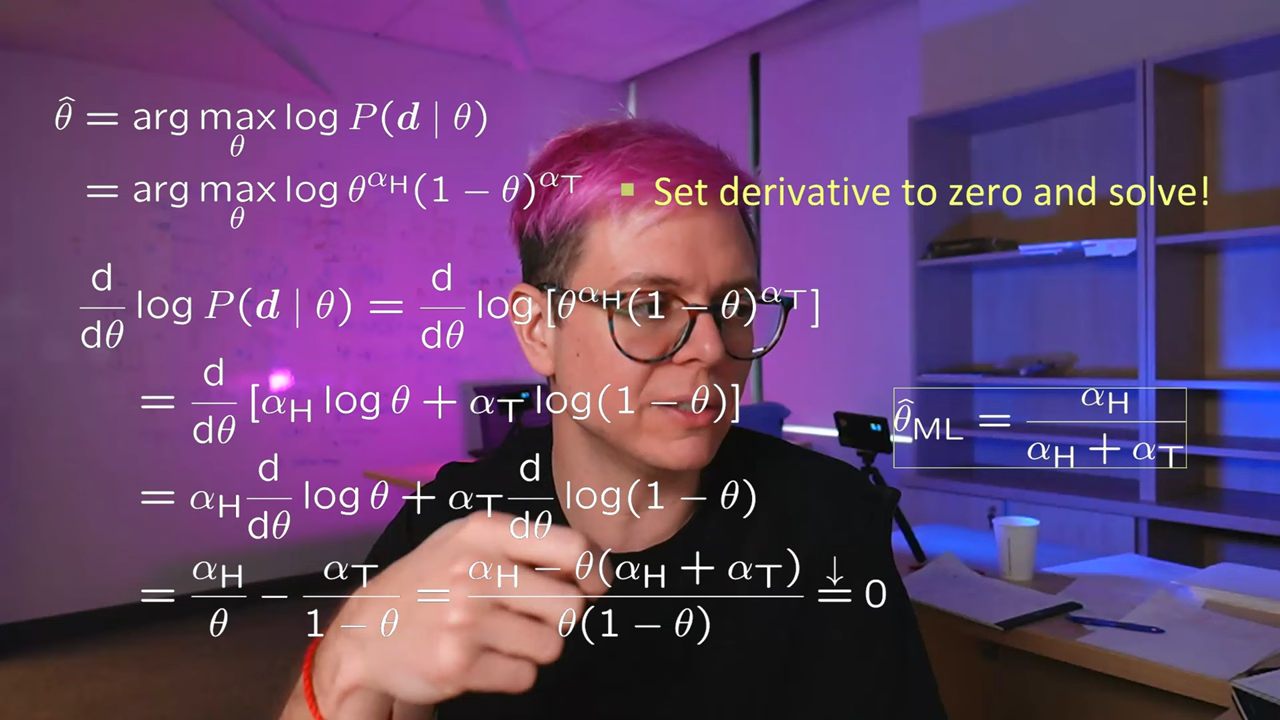 θ̂ = arg max_θ log P(d | θ)
= arg max_θ log θ^{α_H}(1 − θ)^{α_T}
▪ Set derivative to zero and solve!
d/dθ log P(d | θ) = d/dθ log [θ^{α_H}(1 − θ)^{α_T}]
= d/dθ [α_H log θ + α_T log(1 − θ)]
θ̂_ML = α_H / (α_H + α_T)
= α_H d/dθ log θ + α_T d/dθ log(1 − θ)
= α_H/θ − α_T/(1 − θ) = (α_H − θ(α_H + α_T))/(θ(1 − θ)) ≟↓ 0